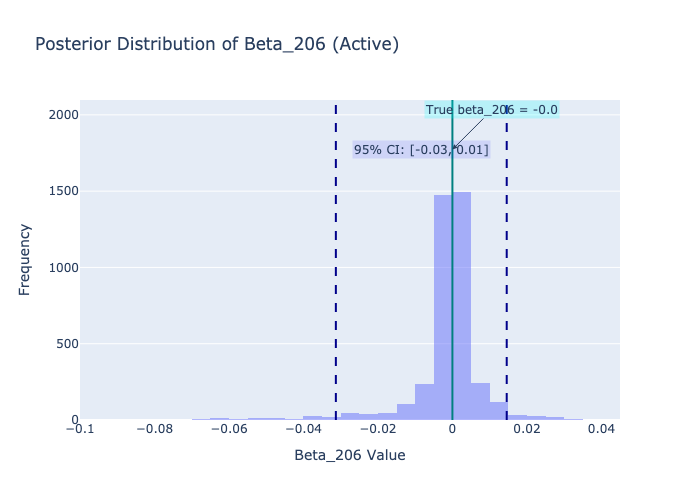 Posterior Distribution of Beta_206 (Active)
True beta_206 = -0.0
95% CI: [-0.03, 0.01]
2000
1500
1000
500
0
Frequency
−0.1
−0.08
−0.06
−0.04
−0.02
0
0.02
0.04
Beta_206 Value